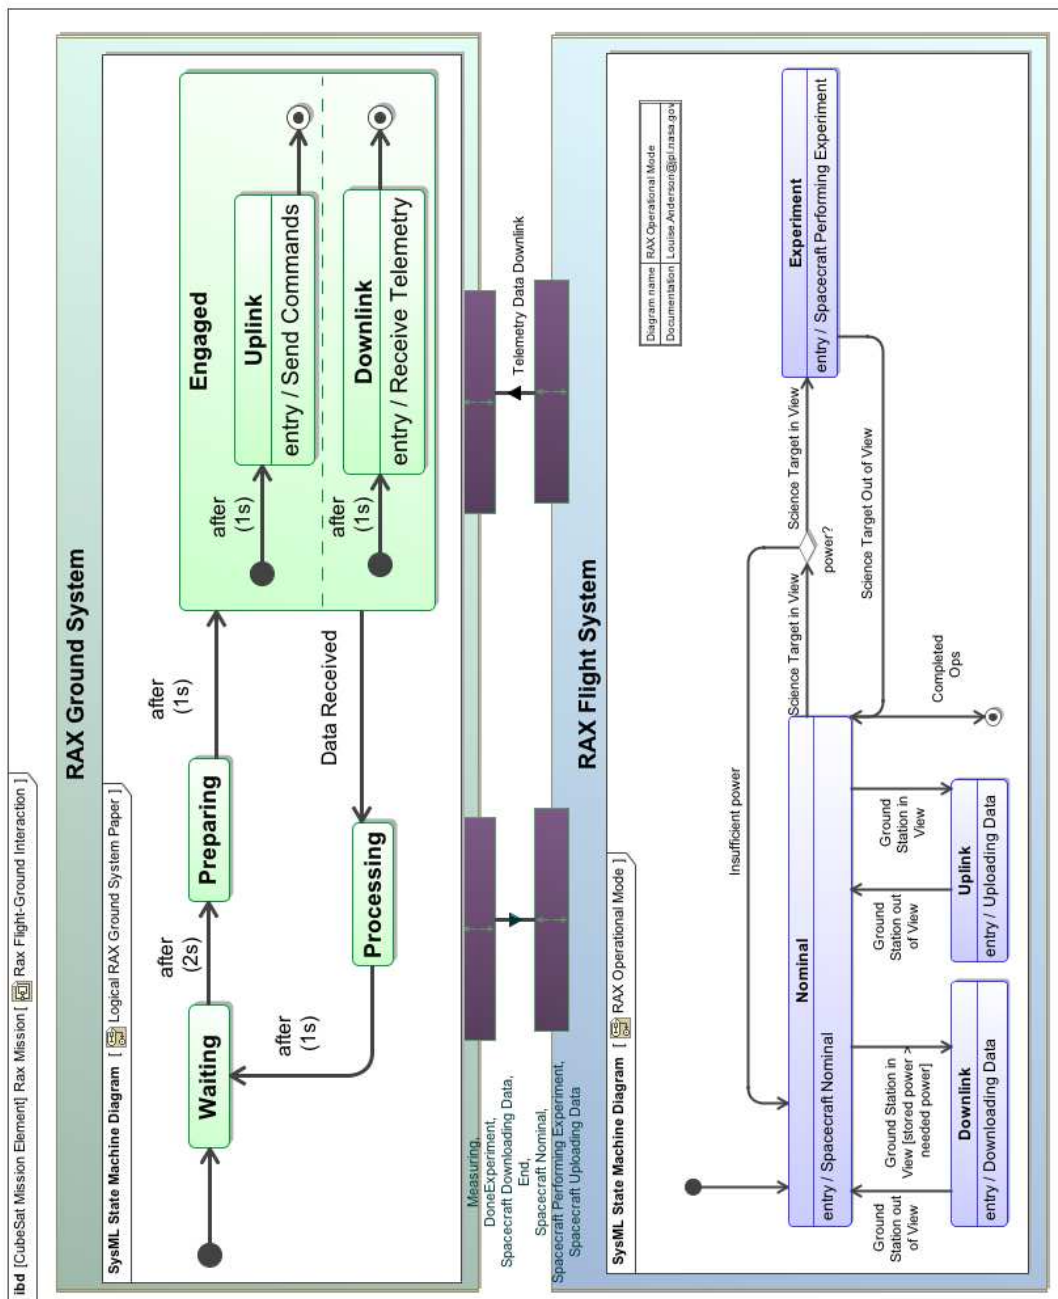 ibd [CubeSat Mission Element] Rax Mission [ Rax Flight-Ground Interaction ]
RAX Ground System
SysML State Machine Diagram [ Logical RAX Ground System Paper ]
Waiting
after
(2s)
Preparing
after
(1s)
Engaged
after
(1s)
Uplink
entry / Send Commands
after
(1s)
Downlink
entry / Receive Telemetry
Data Received
Processing
after
(1s)
Measuring,
DoneExperiment,
Spacecraft Downloading Data,
End,
Spacecraft Nominal,
Spacecraft Performing Experiment,
Spacecraft Uploading Data
Telemetry Data Downlink
RAX Flight System
SysML State Machine Diagram [ RAX Operational Mode ]
Diagram name RAX Operational Mode
Documentation Louise.Anderson@jpl.nasa.gov
Insufficient power
Nominal
entry / Spacecraft Nominal
Science Target in View
power?
Science Target in View
Experiment
entry / Spacecraft Performing Experiment
Science Target Out of View
Completed
Ops
Ground
Station out
of View
Ground Station in
View [stored power >
needed power]
Ground
Station out
of View
Ground
Station in
View
Downlink
entry / Downloading Data
Uplink
entry / Uploading Data